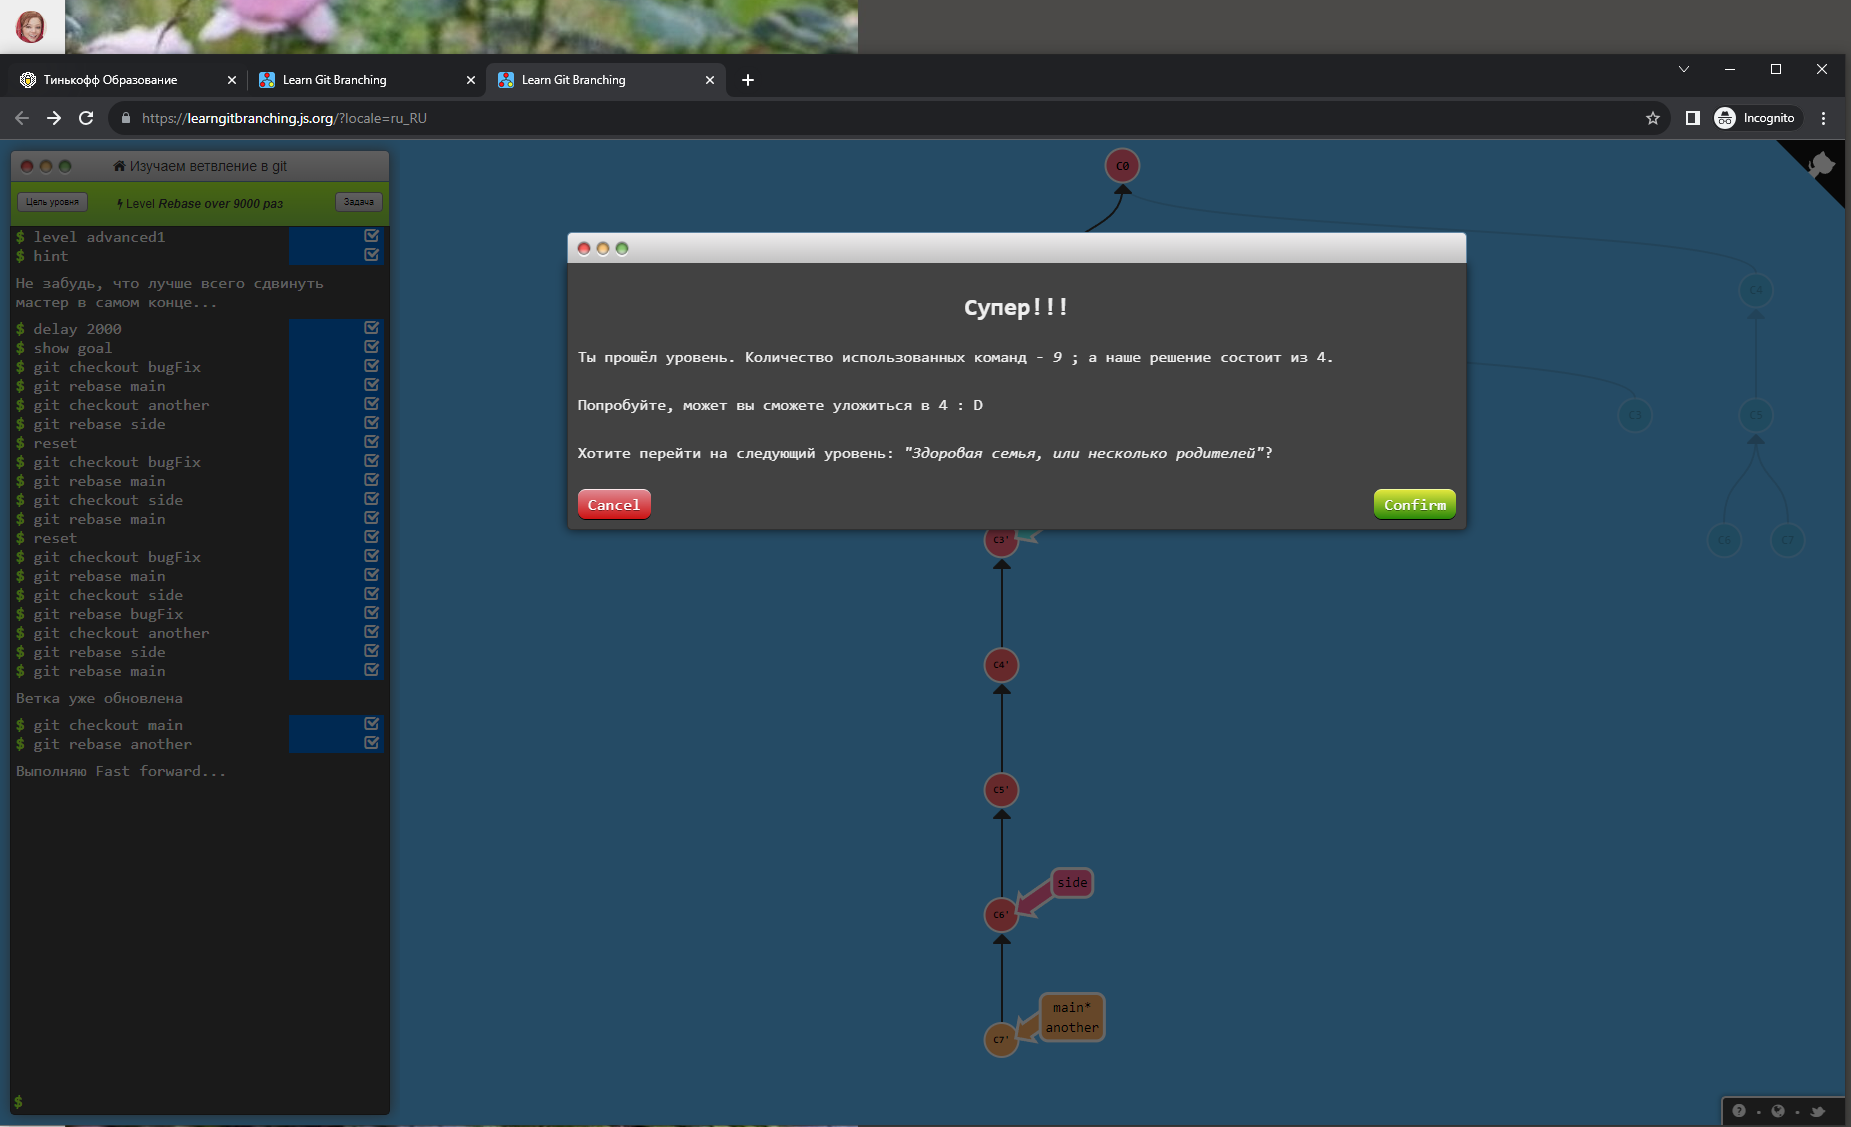 Тинькофф Образование
Learn Git Branching
Learn Git Branching
https://learngitbranching.js.org/?locale=ru_RU
Incognito
Изучаем ветвление в git
Цель уровня
Level Rebase over 9000 раз
Задача
$ level advanced1
$ hint
Не забудь, что лучше всего сдвинуть
мастер в самом конце...
$ delay 2000
$ show goal
$ git checkout bugFix
$ git rebase main
$ git checkout another
$ git rebase side
$ reset
$ git checkout bugFix
$ git rebase main
$ git checkout side
$ git rebase main
$ reset
$ git checkout bugFix
$ git rebase main
$ git checkout side
$ git rebase bugFix
$ git checkout another
$ git rebase side
$ git rebase main
Ветка уже обновлена
$ git checkout main
$ git rebase another
Выполняю Fast forward...
$
C0
Супер!!!
Ты прошёл уровень. Количество использованных команд - 9 ; а наше решение состоит из 4.
Попробуйте, может вы сможете уложиться в 4 : D
Хотите перейти на следующий уровень: "Здоровая семья, или несколько родителей"?
Cancel
Confirm
C4
C3
C5
C6
C7
C3'
C4'
C5'
side
C6'
main*
another
C7'